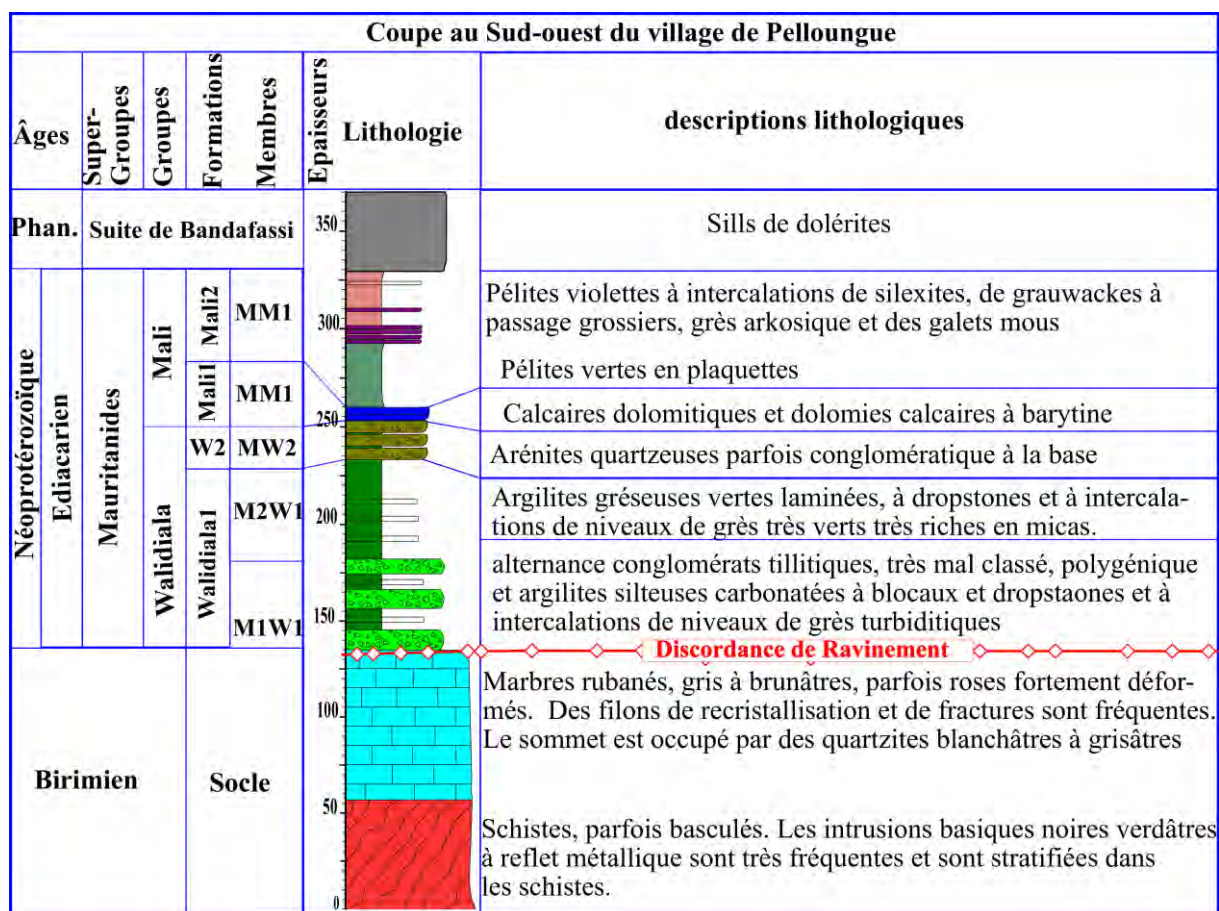 Coupe au Sud-ouest du village de Pelloungue
Âges
Super-
Groupes
Groupes
Formations
Membres
Epaisseurs
Lithologie
descriptions lithologiques
Phan.
Suite de Bandafassi
350
Sills de dolérites
Néoprotérozoïque
Ediacarien
Mauritanides
Mali
Mali2
MM1
300
Pélites violettes à intercalations de silexites, de grauwackes à
passage grossiers, grès arkosique et des galets mous
Mali1
MM1
250
Pélites vertes en plaquettes
Calcaires dolomitiques et dolomies calcaires à barytine
Walidiala
W2
MW2
Arénites quartzeuses parfois conglomératique à la base
Walidiala1
M2W1
200
Argilites gréseuses vertes laminées, à dropstones et à intercala-
tions de niveaux de grès très verts très riches en micas.
M1W1
150
alternance conglomérats tillitiques, très mal classé, polygénique
et argilites silteuses carbonatées à blocaux et dropstaones et à
intercalations de niveaux de grès turbiditiques
Discordance de Ravinement
Birimien
Socle
100
Marbres rubanés, gris à brunâtres, parfois roses fortement défor-
més. Des filons de recristallisation et de fractures sont fréquentes.
Le sommet est occupé par des quartzites blanchâtres à grisâtres
50
Schistes, parfois basculés. Les intrusions basiques noires verdâtres
à reflet métallique sont très fréquentes et sont stratifiées dans
les schistes.
0